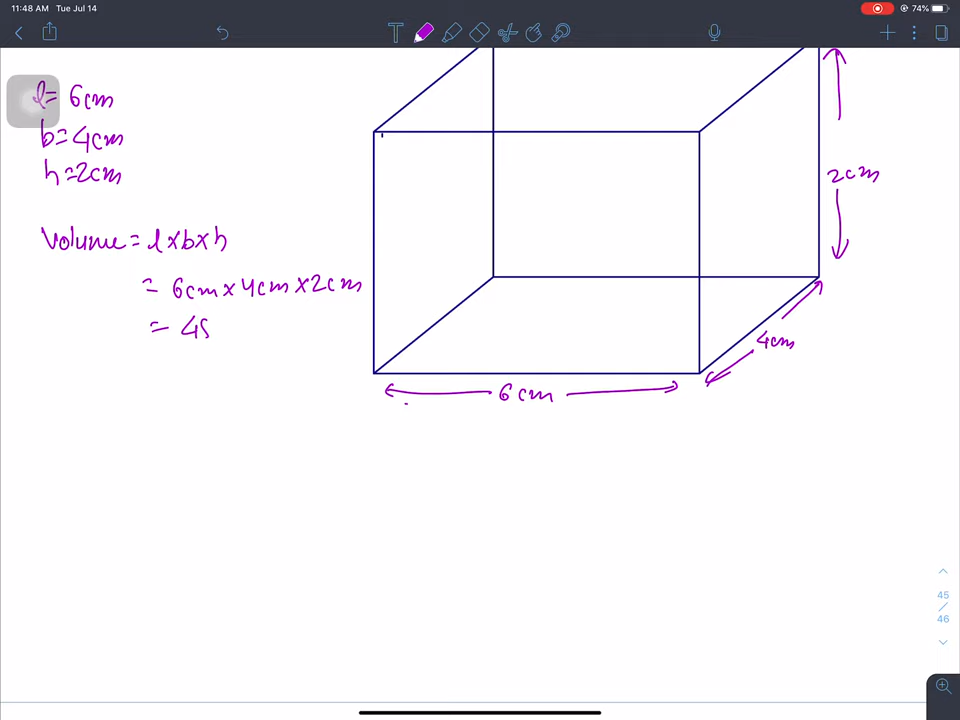 11:48 AM Tue Jul 14
74%
l = 6cm
b = 4cm
h = 2cm
2cm
Volume = l × b × h
= 6cm × 4cm × 2cm
=
4cm
6cm
45
/
46